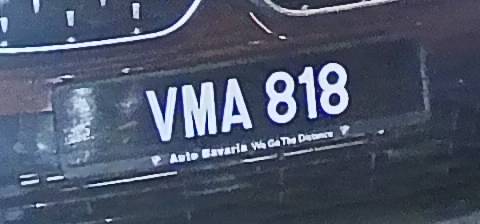 VMA 818
Auto Bavaria We Go The Distance